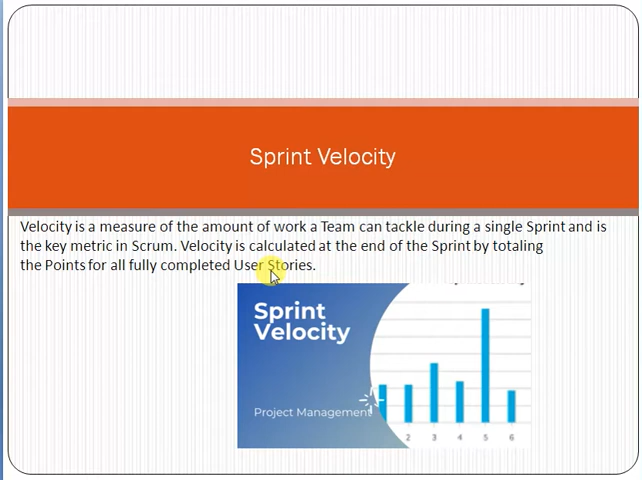 Sprint Velocity
Velocity is a measure of the amount of work a Team can tackle during a single Sprint and is
the key metric in Scrum. Velocity is calculated at the end of the Sprint by totaling
the Points for all fully completed User Stories.
Sprint
Velocity
Project Management
2 3 4 5 6